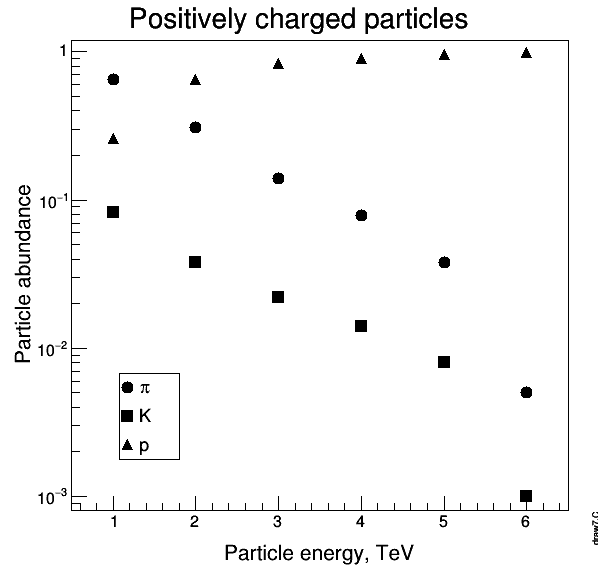 Positively charged particles
Particle abundance
1
10⁻¹
10⁻²
10⁻³
π
K
p
1 2 3 4 5 6
Particle energy, TeV
draw7.C